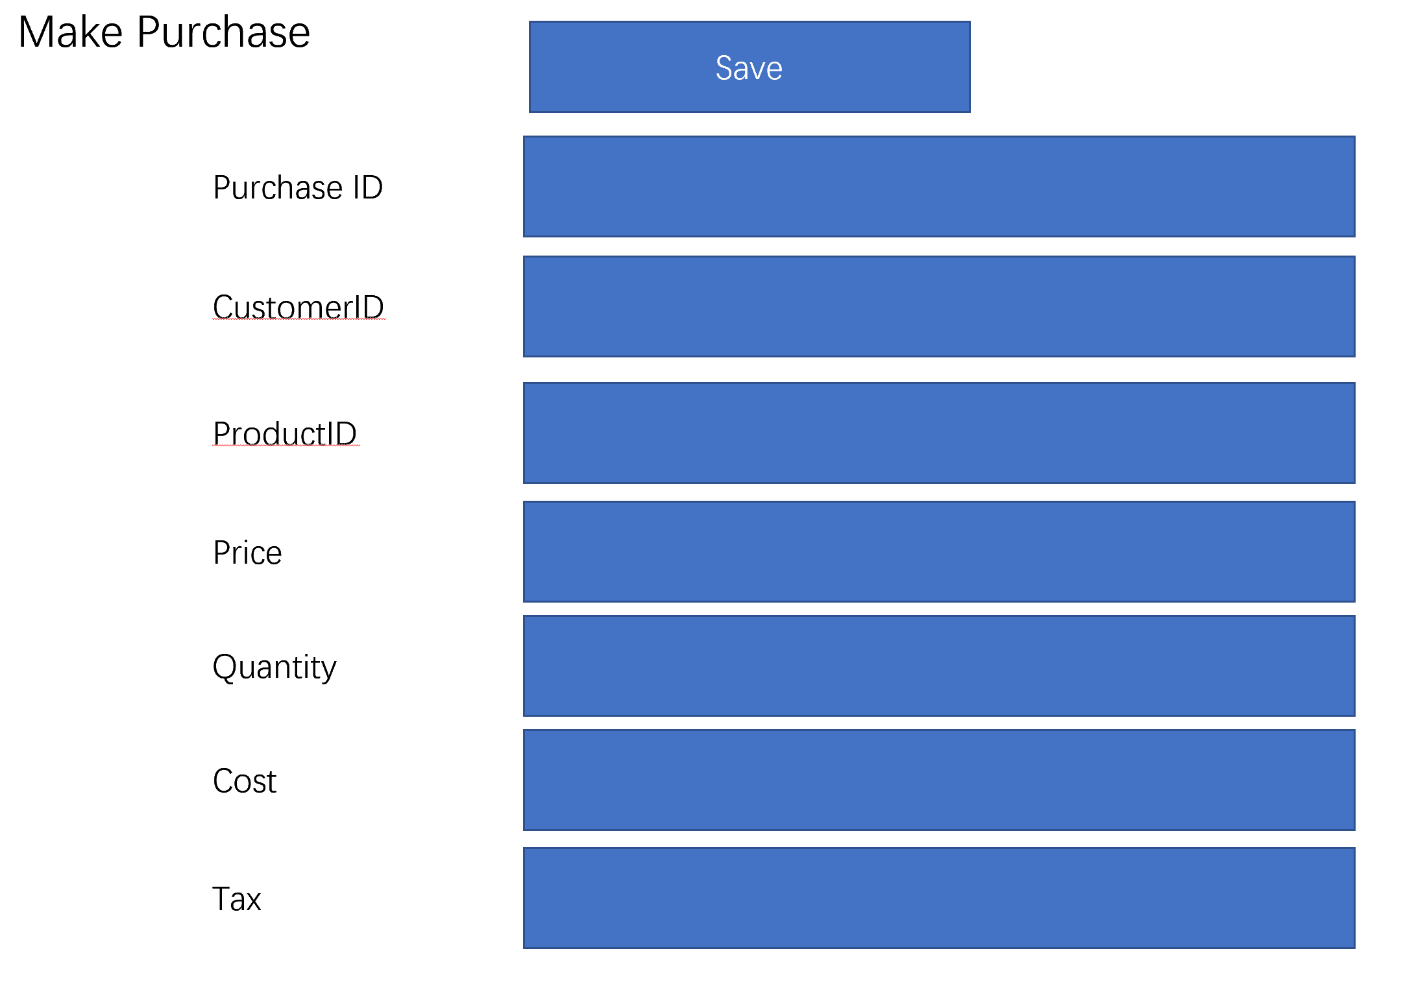 Make Purchase
Save
Purchase ID
CustomerID
ProductID
Price
Quantity
Cost
Tax